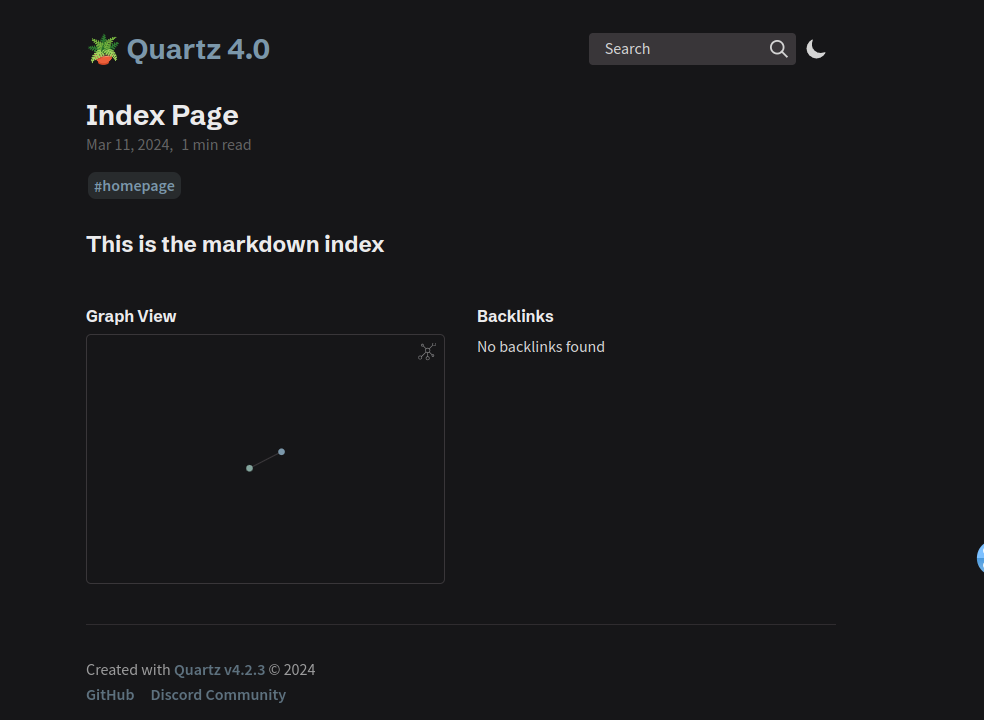 Quartz 4.0
Search
Index Page
Mar 11, 2024, 1 min read
#homepage
This is the markdown index
Graph View
Backlinks
No backlinks found
Created with Quartz v4.2.3 © 2024
GitHub Discord Community